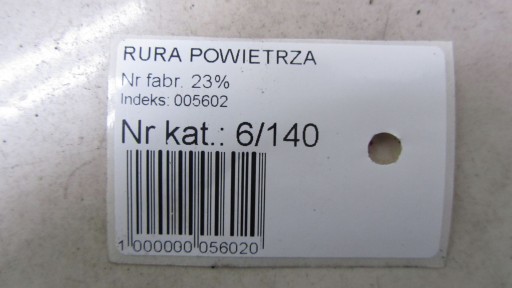 RURA POWIETRZA
Nr fabr. 23%
Indeks: 005602
Nr kat.: 6/140
1 000000 056020